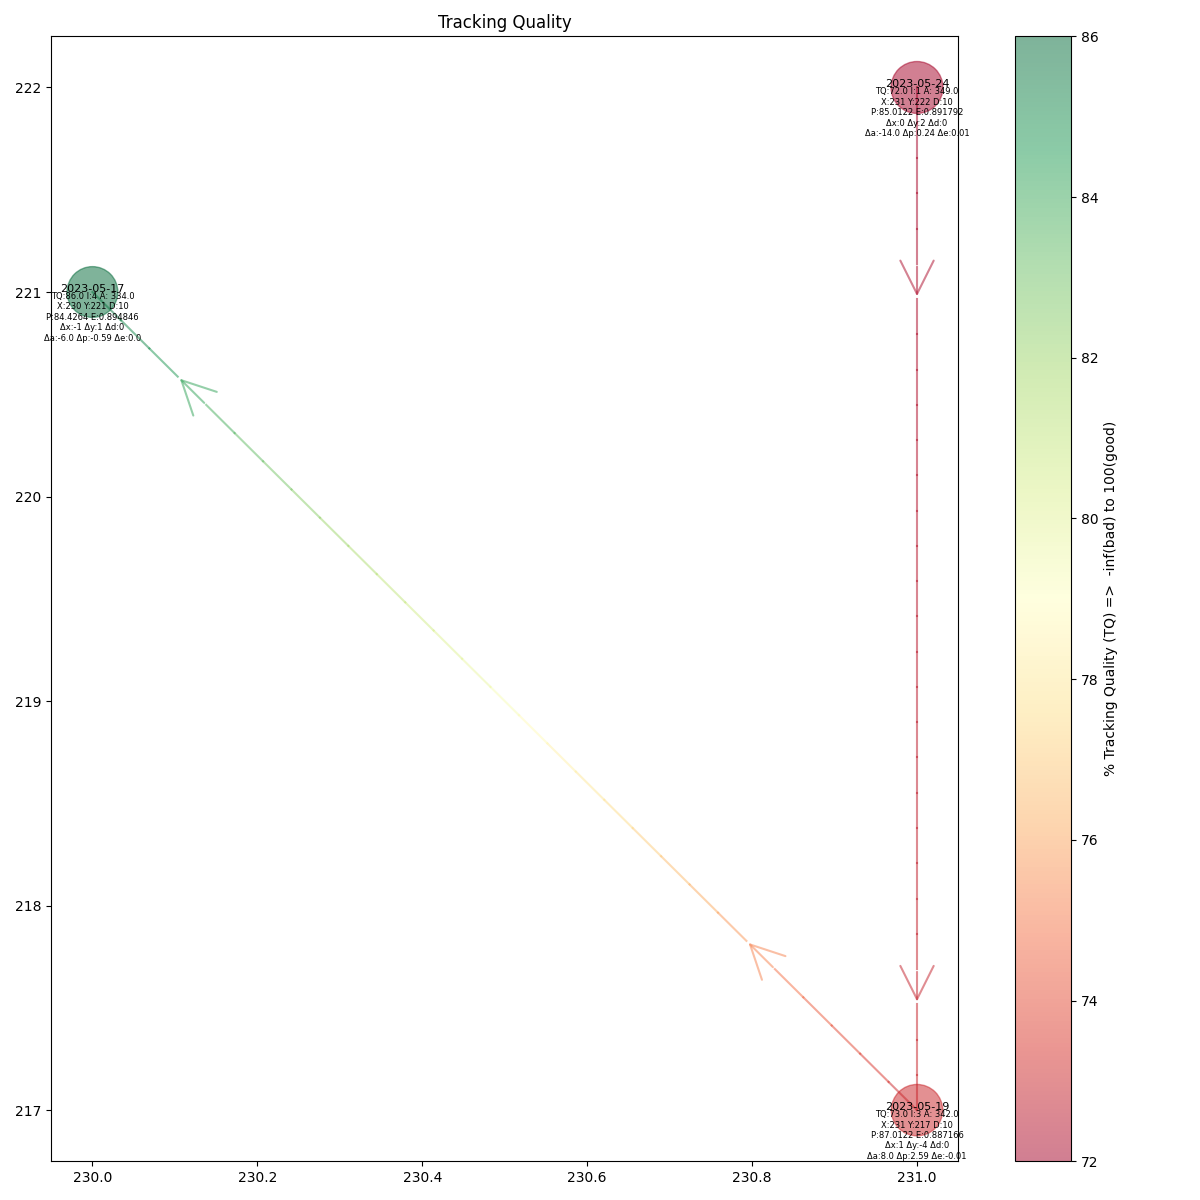 Tracking Quality
222
221
220
219
218
217
2023-05-24
TQ:72.0 I:1 A: 349.0
X:231 Y:222 D:10
P:85.0122 E:0.891792
Δx:0 Δy:2 Δd:0
Δa:-14.0 Δp:0.24 Δe:0.01
2023-05-17
TQ:86.0 I:4 A: 334.0
X:230 Y:221 D:10
P:84.4264 E:0.894846
Δx:-1 Δy:1 Δd:0
Δa:-6.0 Δp:-0.59 Δe:0.0
2023-05-19
TQ:73.0 I:3 A: 342.0
X:231 Y:217 D:10
P:87.0122 E:0.887166
Δx:1 Δy:-4 Δd:0
Δa:8.0 Δp:2.59 Δe:-0.01
230.0
230.2
230.4
230.6
230.8
231.0
86
84
82
80
78
76
74
72
% Tracking Quality (TQ) => -inf(bad) to 100(good)